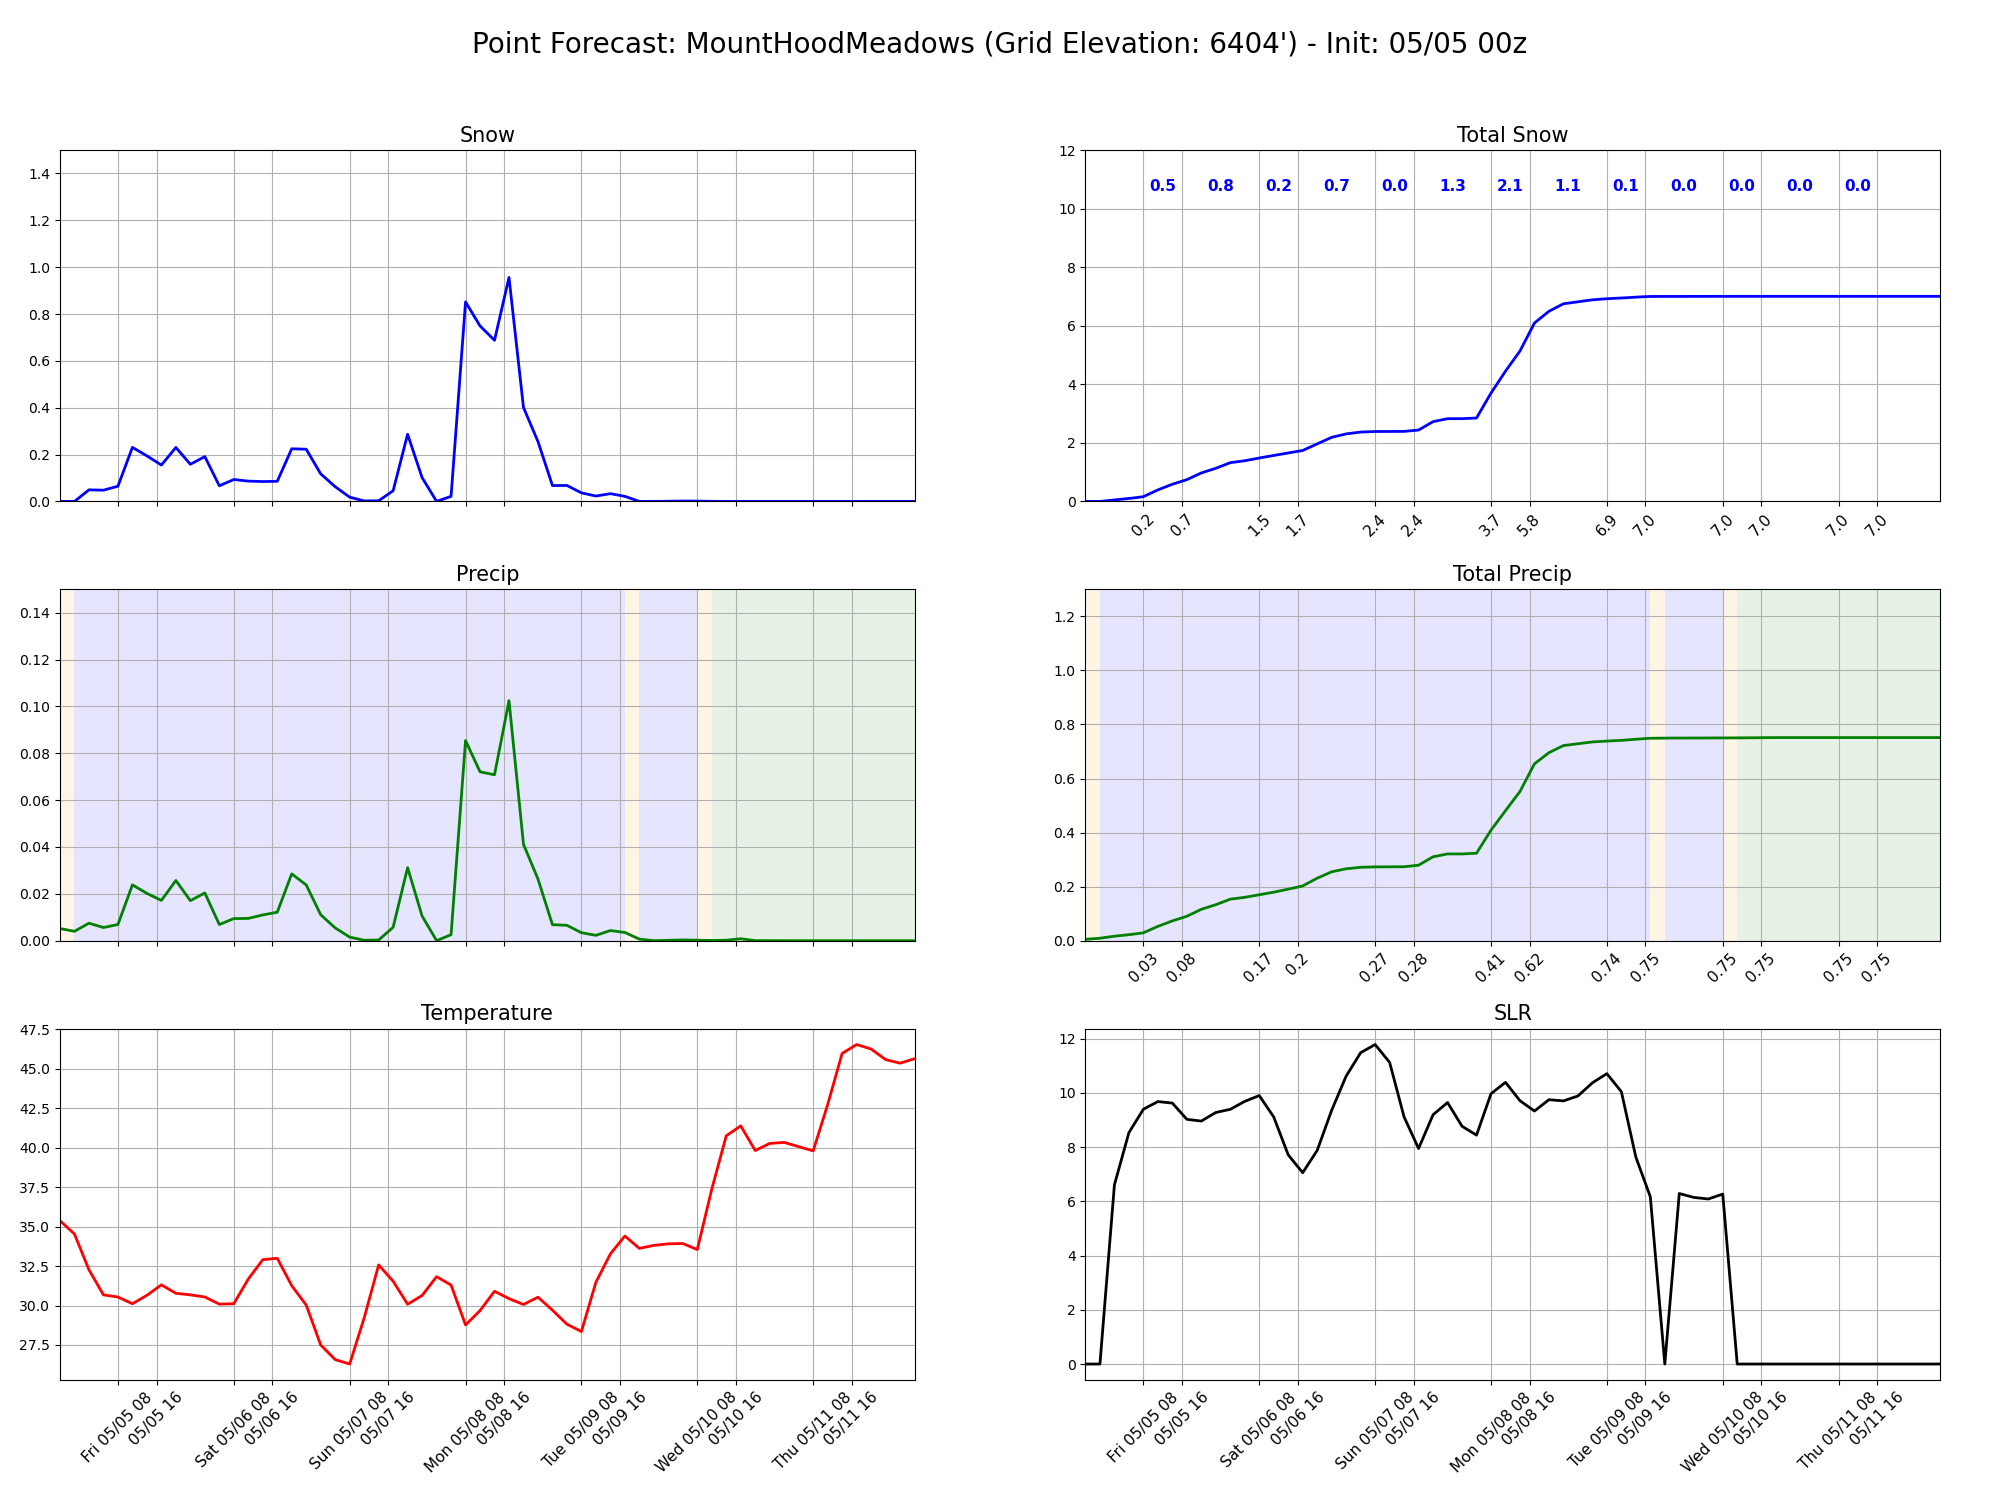 Point Forecast: MountHoodMeadows (Grid Elevation: 6404') - Init: 05/05 00z
Snow
1.4
1.2
1.0
0.8
0.6
0.4
0.2
0.0
Total Snow
12
10
8
6
4
2
0
0.5 0.8 0.2 0.7 0.0 1.3 2.1 1.1 0.1 0.0 0.0 0.0 0.0
0.2 0.7 1.5 1.7 2.4 2.4 3.7 5.8 6.9 7.0 7.0 7.0 7.0 7.0
Precip
0.14
0.12
0.10
0.08
0.06
0.04
0.02
0.00
Total Precip
1.2
1.0
0.8
0.6
0.4
0.2
0.0
0.03 0.08 0.17 0.2 0.27 0.28 0.41 0.62 0.74 0.75 0.75 0.75 0.75 0.75
Temperature
47.5
45.0
42.5
40.0
37.5
35.0
32.5
30.0
27.5
Fri 05/05 08
05/05 16
Sat 05/06 08
05/06 16
Sun 05/07 08
05/07 16
Mon 05/08 08
05/08 16
Tue 05/09 08
05/09 16
Wed 05/10 08
05/10 16
Thu 05/11 08
05/11 16
SLR
12
10
8
6
4
2
0
Fri 05/05 08
05/05 16
Sat 05/06 08
05/06 16
Sun 05/07 08
05/07 16
Mon 05/08 08
05/08 16
Tue 05/09 08
05/09 16
Wed 05/10 08
05/10 16
Thu 05/11 08
05/11 16